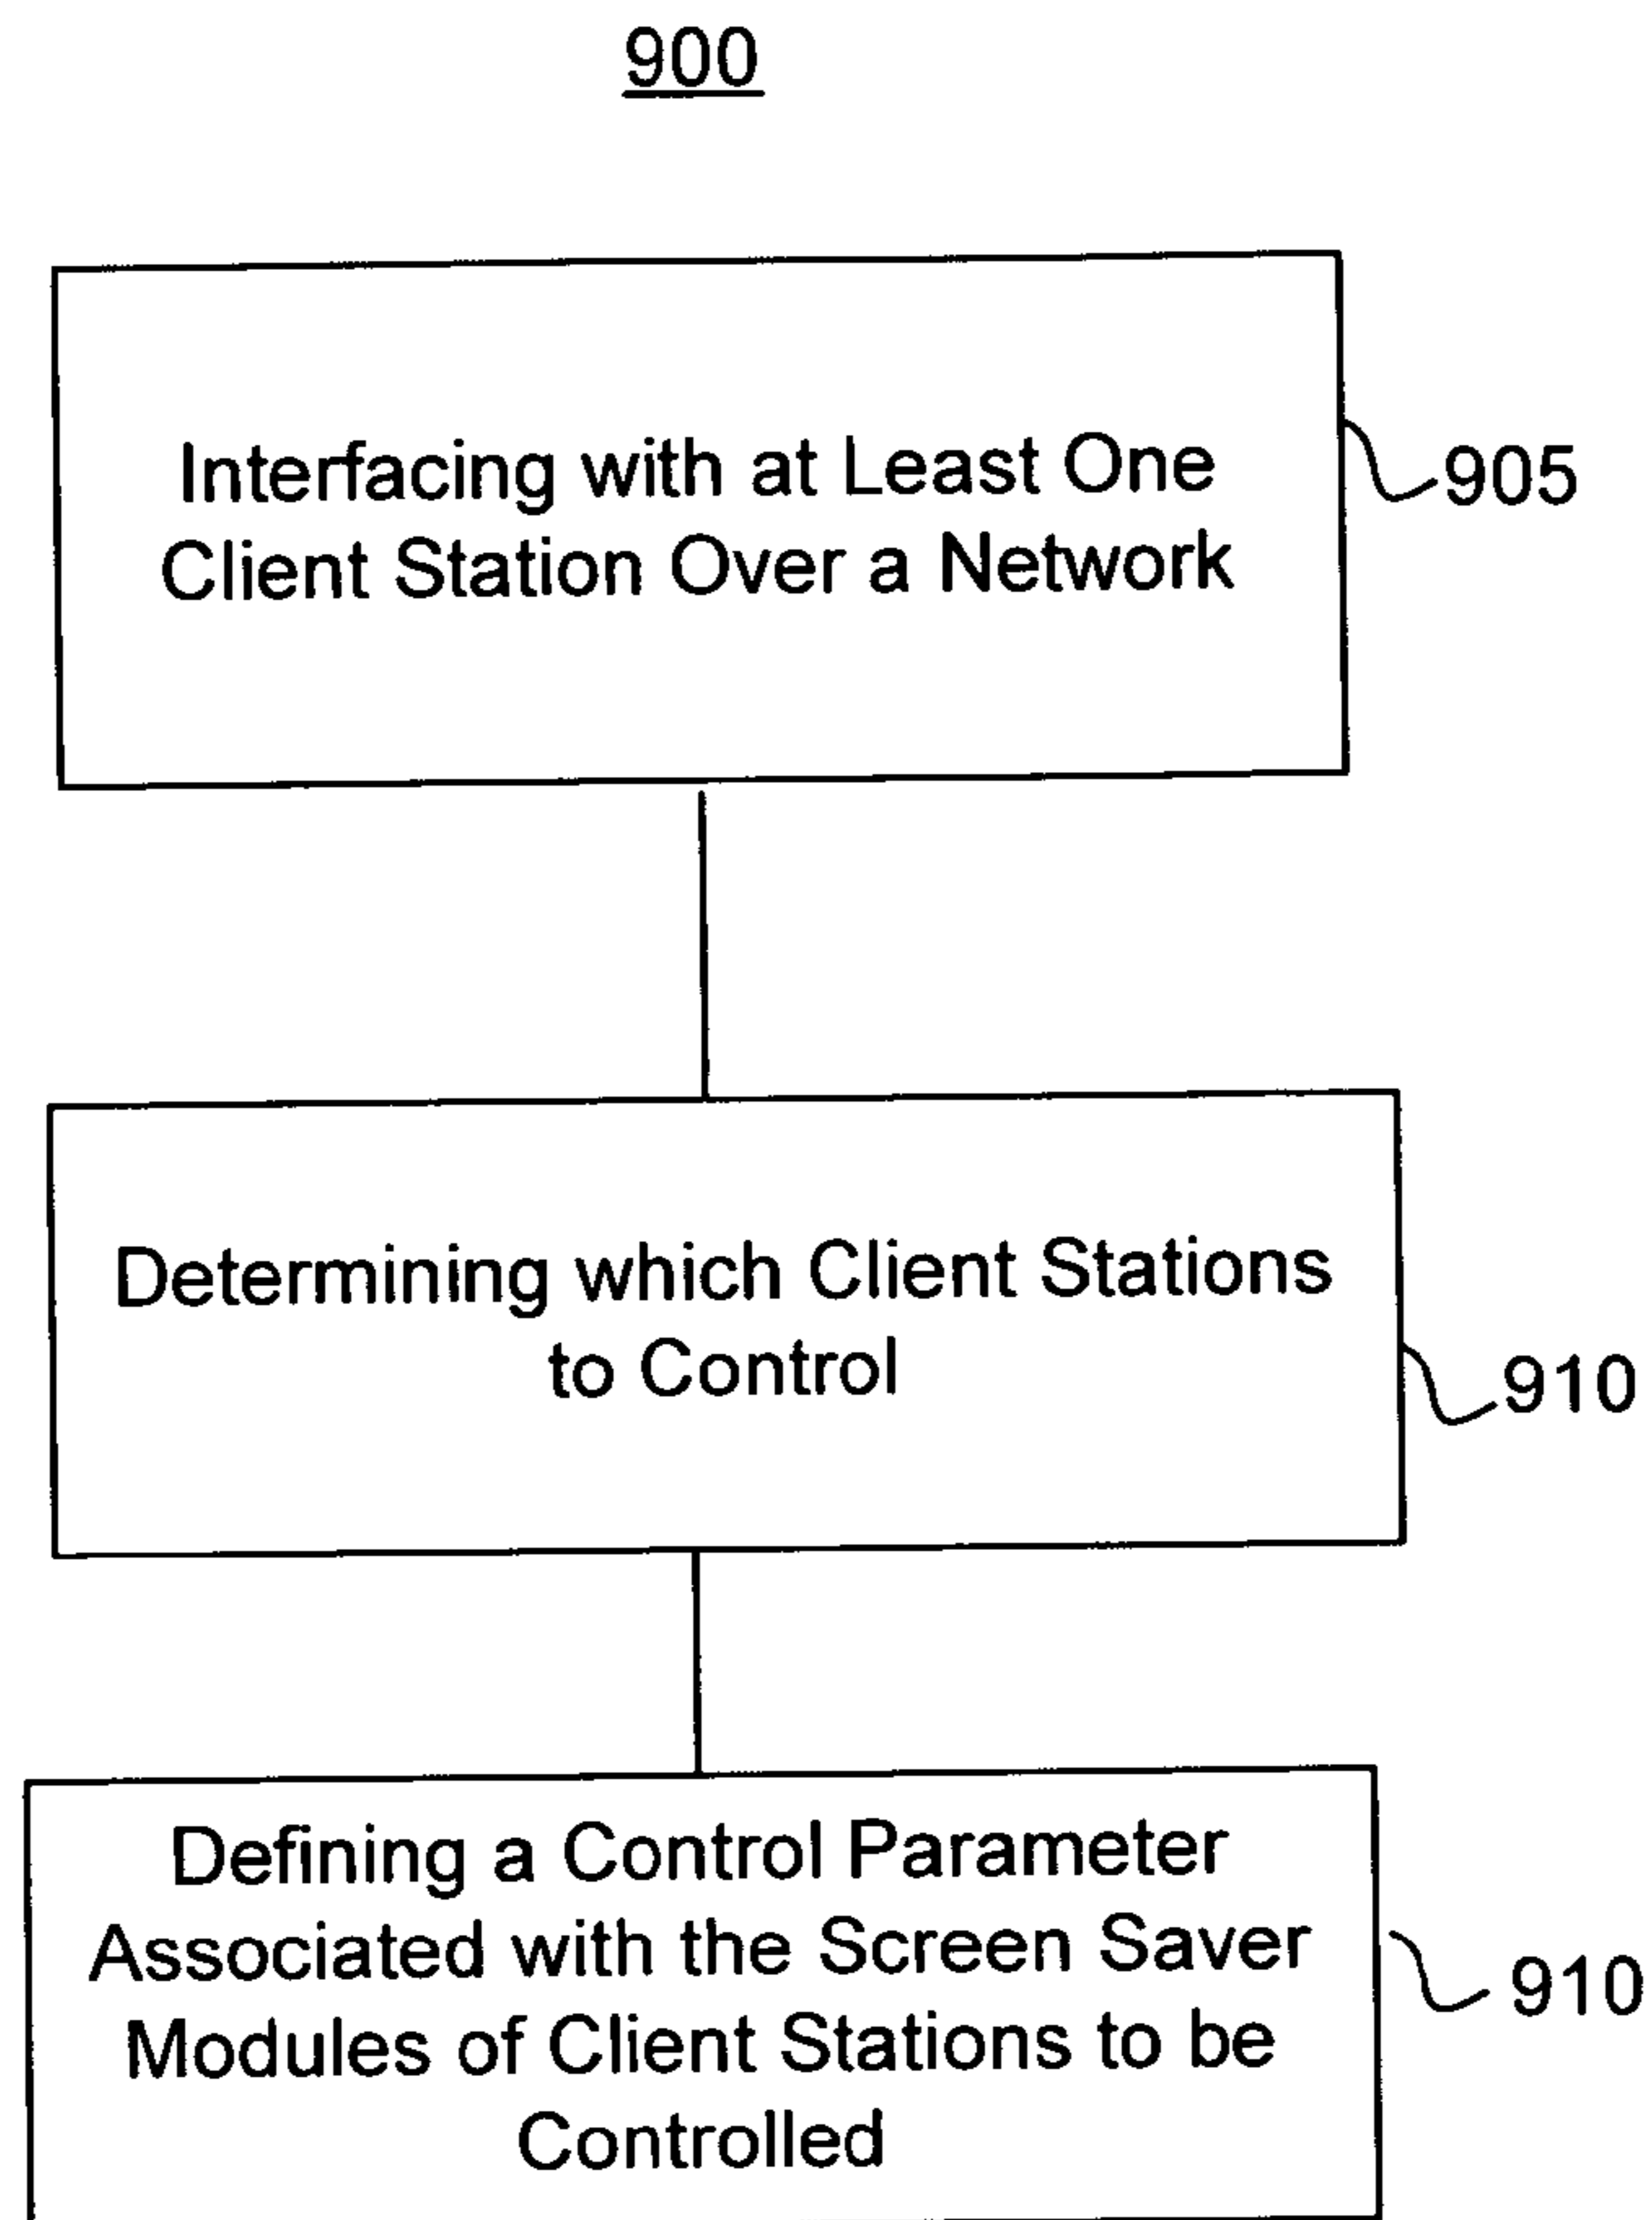 900
Interfacing with at Least One
Client Station Over a Network
905
Determining which Client Stations
to Control
910
Defining a Control Parameter
Associated with the Screen Saver
Modules of Client Stations to be
Controlled
910